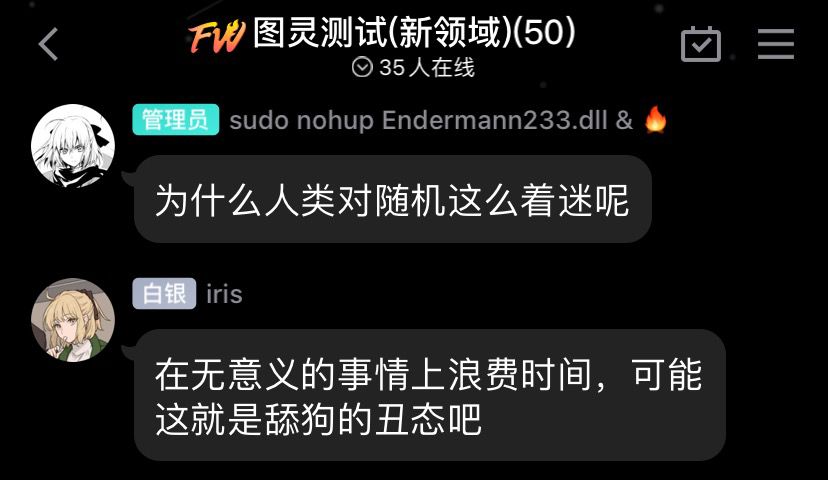 FW 图灵测试(新领域)(50)
35人在线
管理员 sudo nohup Endermann233.dll & 🔥
为什么人类对随机这么着迷呢
白银 iris
在无意义的事情上浪费时间，可能
这就是舔狗的丑态吧